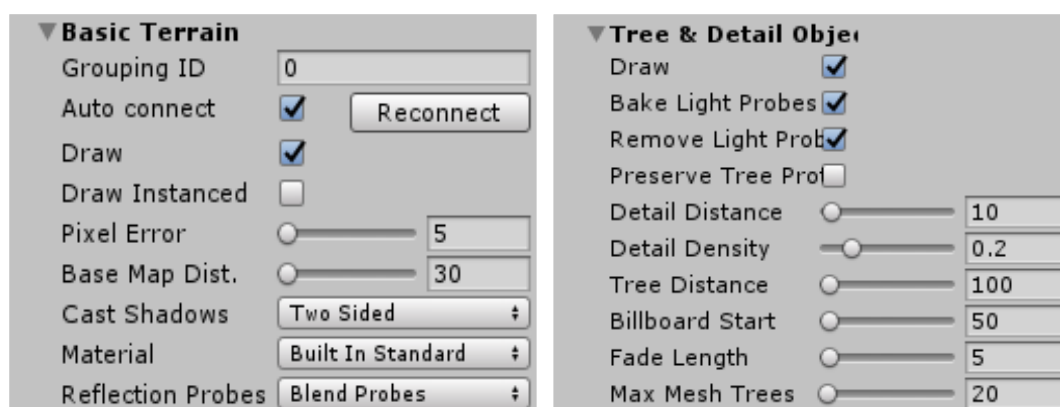 Basic Terrain
Grouping ID 0
Auto connect Reconnect
Draw
Draw Instanced
Pixel Error 5
Base Map Dist. 30
Cast Shadows Two Sided
Material Built In Standard
Reflection Probes Blend Probes
Tree & Detail Obje
Draw
Bake Light Probes
Remove Light Prob
Preserve Tree Prot
Detail Distance 10
Detail Density 0.2
Tree Distance 100
Billboard Start 50
Fade Length 5
Max Mesh Trees 20